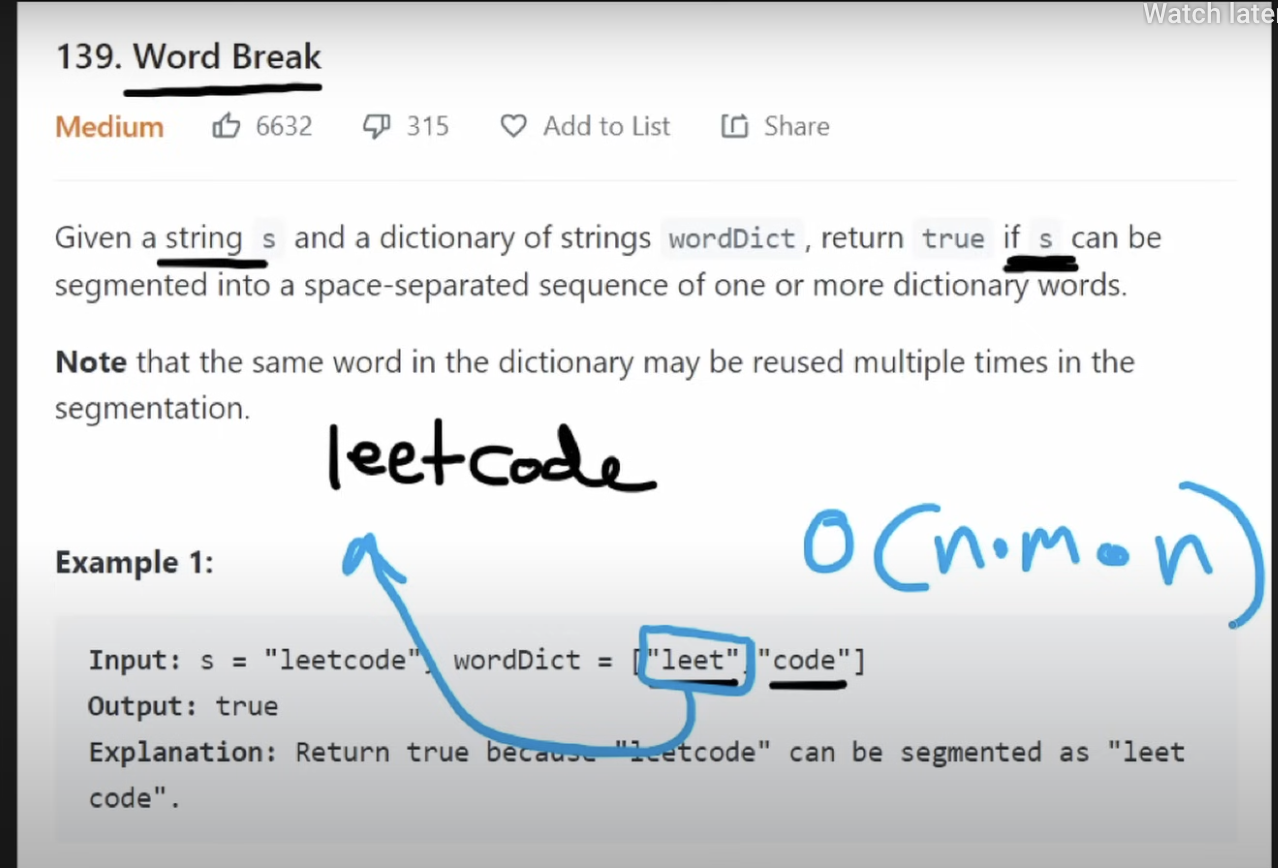 Watch later
139. Word Break
Medium 6632 315 Add to List Share
Given a string s and a dictionary of strings wordDict, return true if s can be
segmented into a space-separated sequence of one or more dictionary words.
Note that the same word in the dictionary may be reused multiple times in the
segmentation.
leetcode
O(n·m·n)
Example 1:
Input: s = "leetcode", wordDict = ["leet","code"]
Output: true
Explanation: Return true because "leetcode" can be segmented as "leet
code".